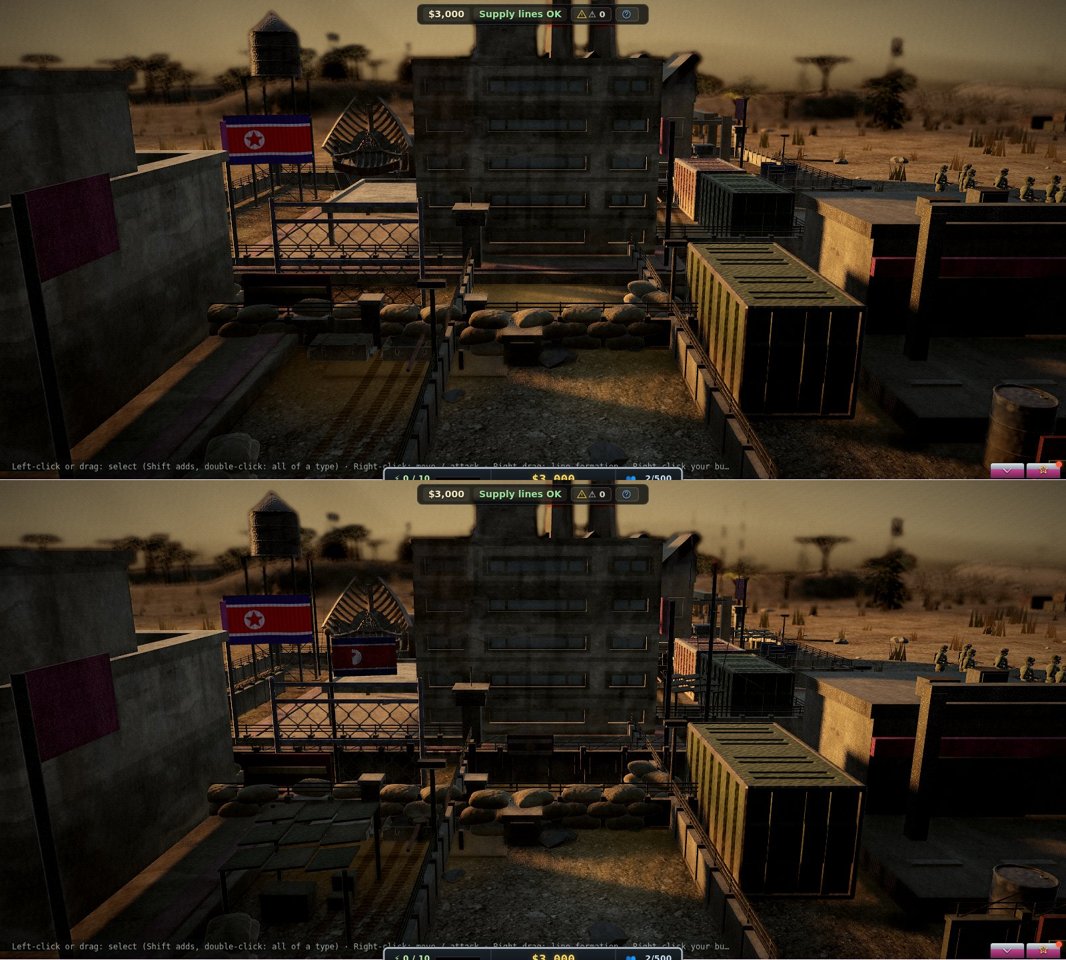 $3,000 Supply lines OK ⚠ ⚠ 0 ?
Left-click or drag: select (Shift adds, double-click: all of a type) · Right-click: move / attack · Right-drag: line formation · Left-click your bu…
⚡ 0 / 10 $3,000 2/500
$3,000 Supply lines OK ⚠ ⚠ 0 ?
Left-click or drag: select (Shift adds, double-click: all of a type) · Right-click: move / attack · Right-drag: line formation · Left-click your bu…
⚡ 0 / 10 $3,000 2/500